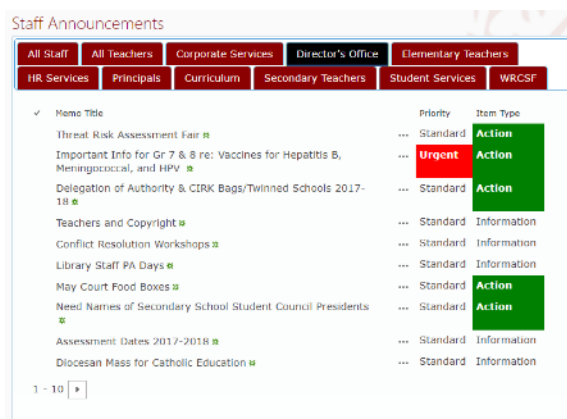 Staff Announcements
All Staff All Teachers Corporate Services Director's Office Elementary Teachers
HR Services Principals Curriculum Secondary Teachers Student Services WRCSF
✓ Memo Title Priority Item Type
Threat Risk Assessment Fair ... Standard Action
Important Info for Gr 7 & 8 re: Vaccines for Hepatitis B, ... Urgent Action
Meningococcal, and HPV
Delegation of Authority & CIRK Bags/Twinned Schools 2017- ... Standard Action
18
Teachers and Copyright ... Standard Information
Conflict Resolution Workshops ... Standard Information
Library Staff PA Days ... Standard Information
May Court Food Boxes ... Standard Action
Need Names of Secondary School Student Council Presidents ... Standard Action
Assessment Dates 2017-2018 ... Standard Information
Diocesan Mass for Catholic Education ... Standard Information
1 - 10